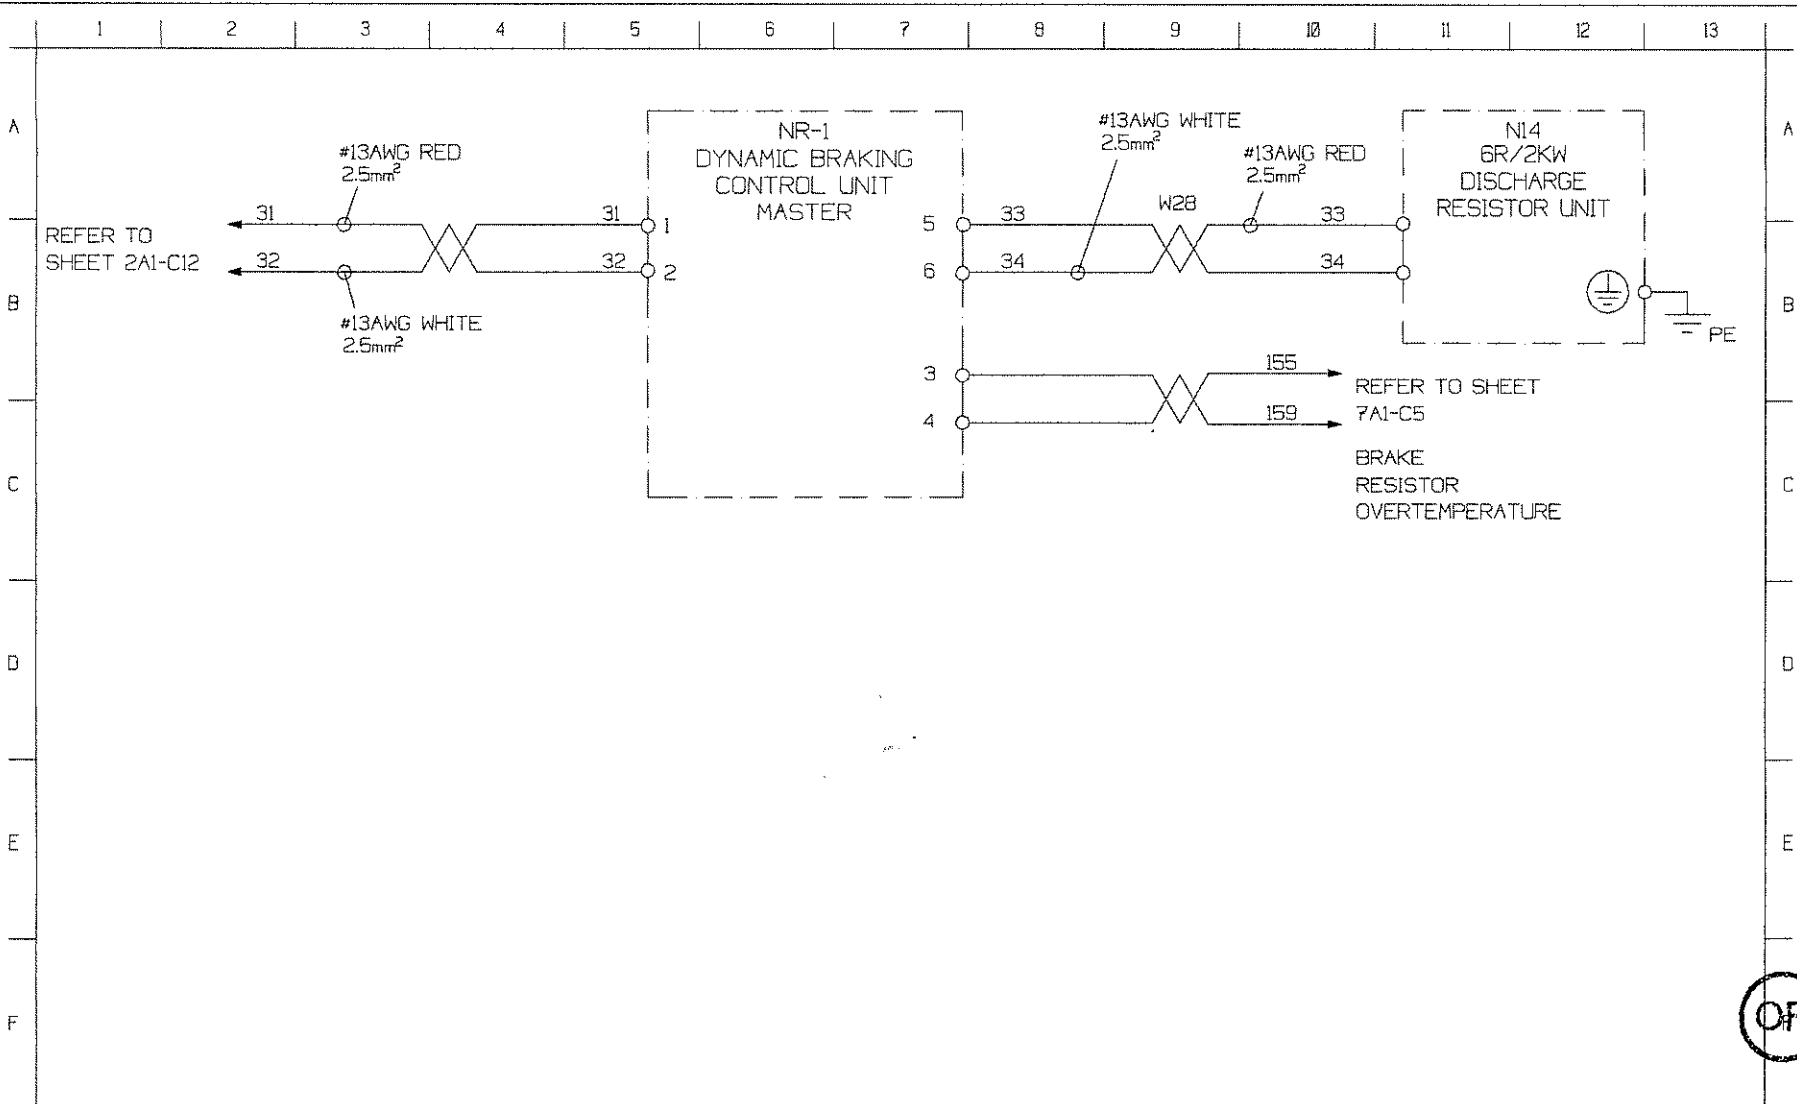 1 2 3 4 5 6 7 8 9 10 11 12 13
A
A
#13AWG RED
2.5mm²
NR-1
DYNAMIC BRAKING
CONTROL UNIT
MASTER
#13AWG WHITE
2.5mm²
#13AWG RED
2.5mm²
N14
6R/2KW
DISCHARGE
RESISTOR UNIT
W28
31
31
1
5
33
33
REFER TO
SHEET 2A1-C12
32
32
2
6
34
34
B
B
#13AWG WHITE
2.5mm²
PE
3
155
REFER TO SHEET
7A1-C5
4
159
BRAKE
RESISTOR
OVERTEMPERATURE
C
C
D
D
E
E
F